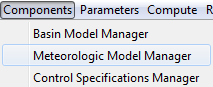 Components Parameters Compute R
Basin Model Manager
Meteorologic Model Manager
Control Specifications Manager